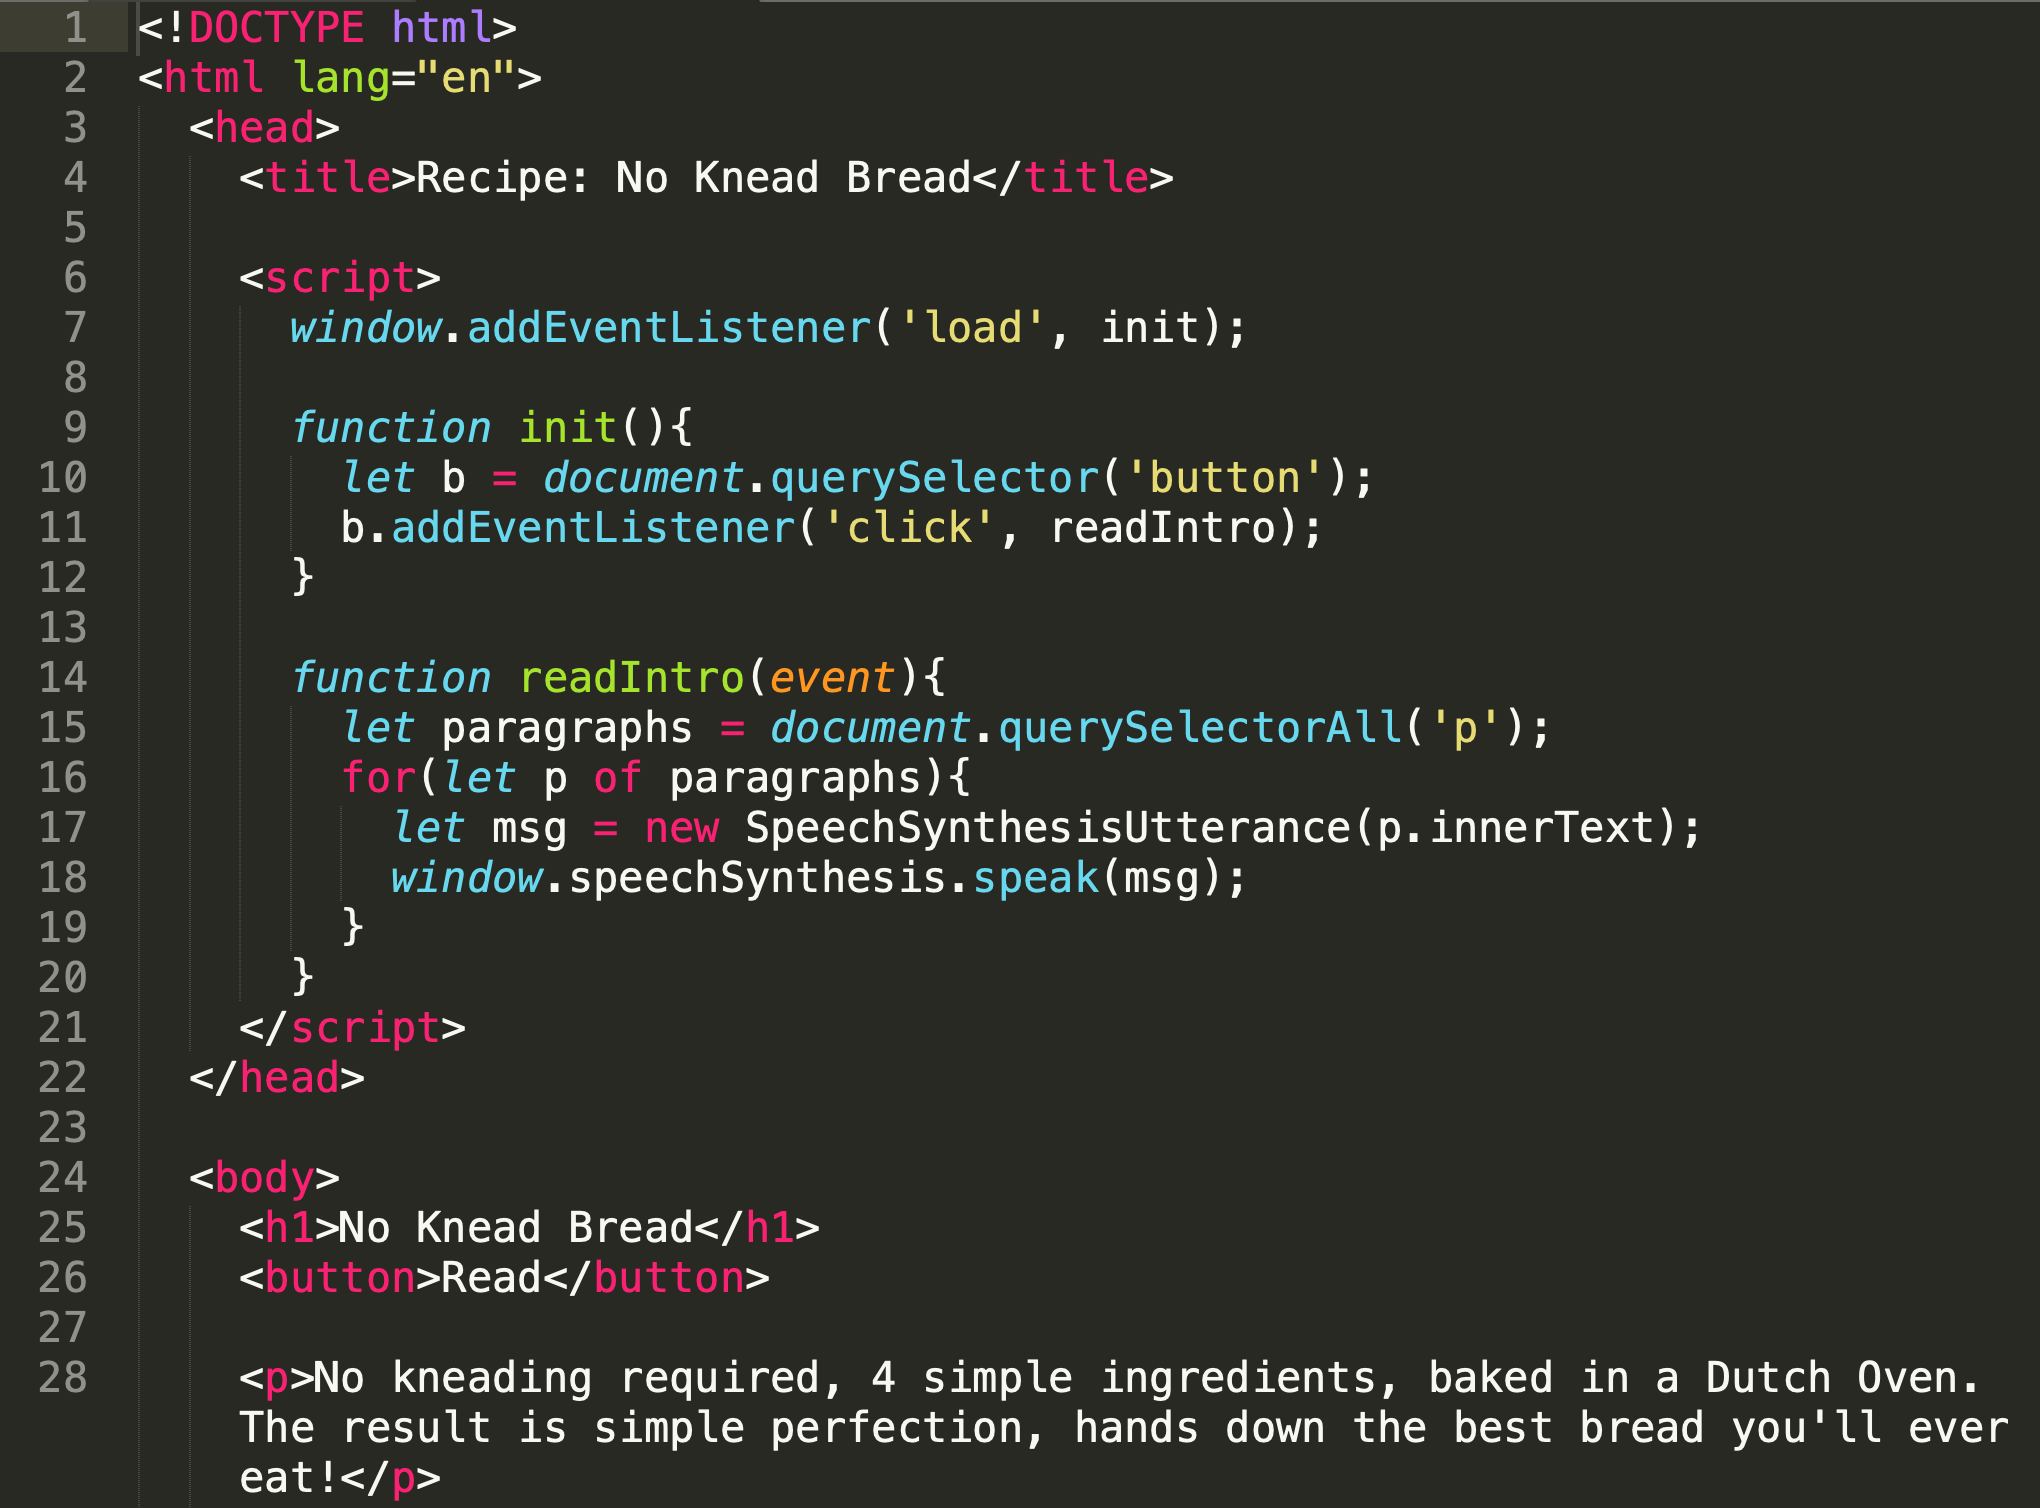 1 <!DOCTYPE html>
2 <html lang="en">
3   <head>
4     <title>Recipe: No Knead Bread</title>
5
6     <script>
7       window.addEventListener('load', init);
8
9       function init(){
10         let b = document.querySelector('button');
11         b.addEventListener('click', readIntro);
12       }
13
14       function readIntro(event){
15         let paragraphs = document.querySelectorAll('p');
16         for(let p of paragraphs){
17           let msg = new SpeechSynthesisUtterance(p.innerText);
18           window.speechSynthesis.speak(msg);
19         }
20       }
21     </script>
22   </head>
23
24   <body>
25     <h1>No Knead Bread</h1>
26     <button>Read</button>
27
28     <p>No kneading required, 4 simple ingredients, baked in a Dutch Oven.
The result is simple perfection, hands down the best bread you'll ever
eat!</p>